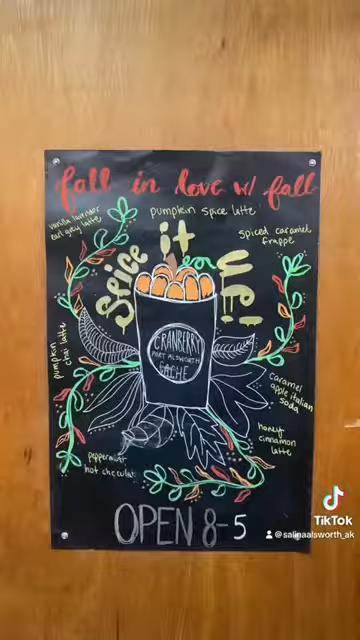 fall in love w/ fall
pumpkin spice latte
vanilla lavender
earl grey latte
spiced caramel
frappe
Spice it
up
ME!
pumpkin
chai latte
CRANBERRY
PORT ALSWORTH
CACHE
caramel
apple italian
soda
honey
cinnamon
latte
peppermint
hot chocolate
OPEN 8-5
TikTok
@salinaalsworth_ak